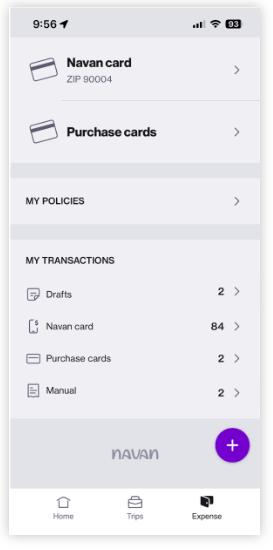 9:56
93
Navan card
ZIP 90004
Purchase cards
MY POLICIES
MY TRANSACTIONS
Drafts 2
Navan card 84
Purchase cards 2
Manual 2
navan
Home Trips Expense